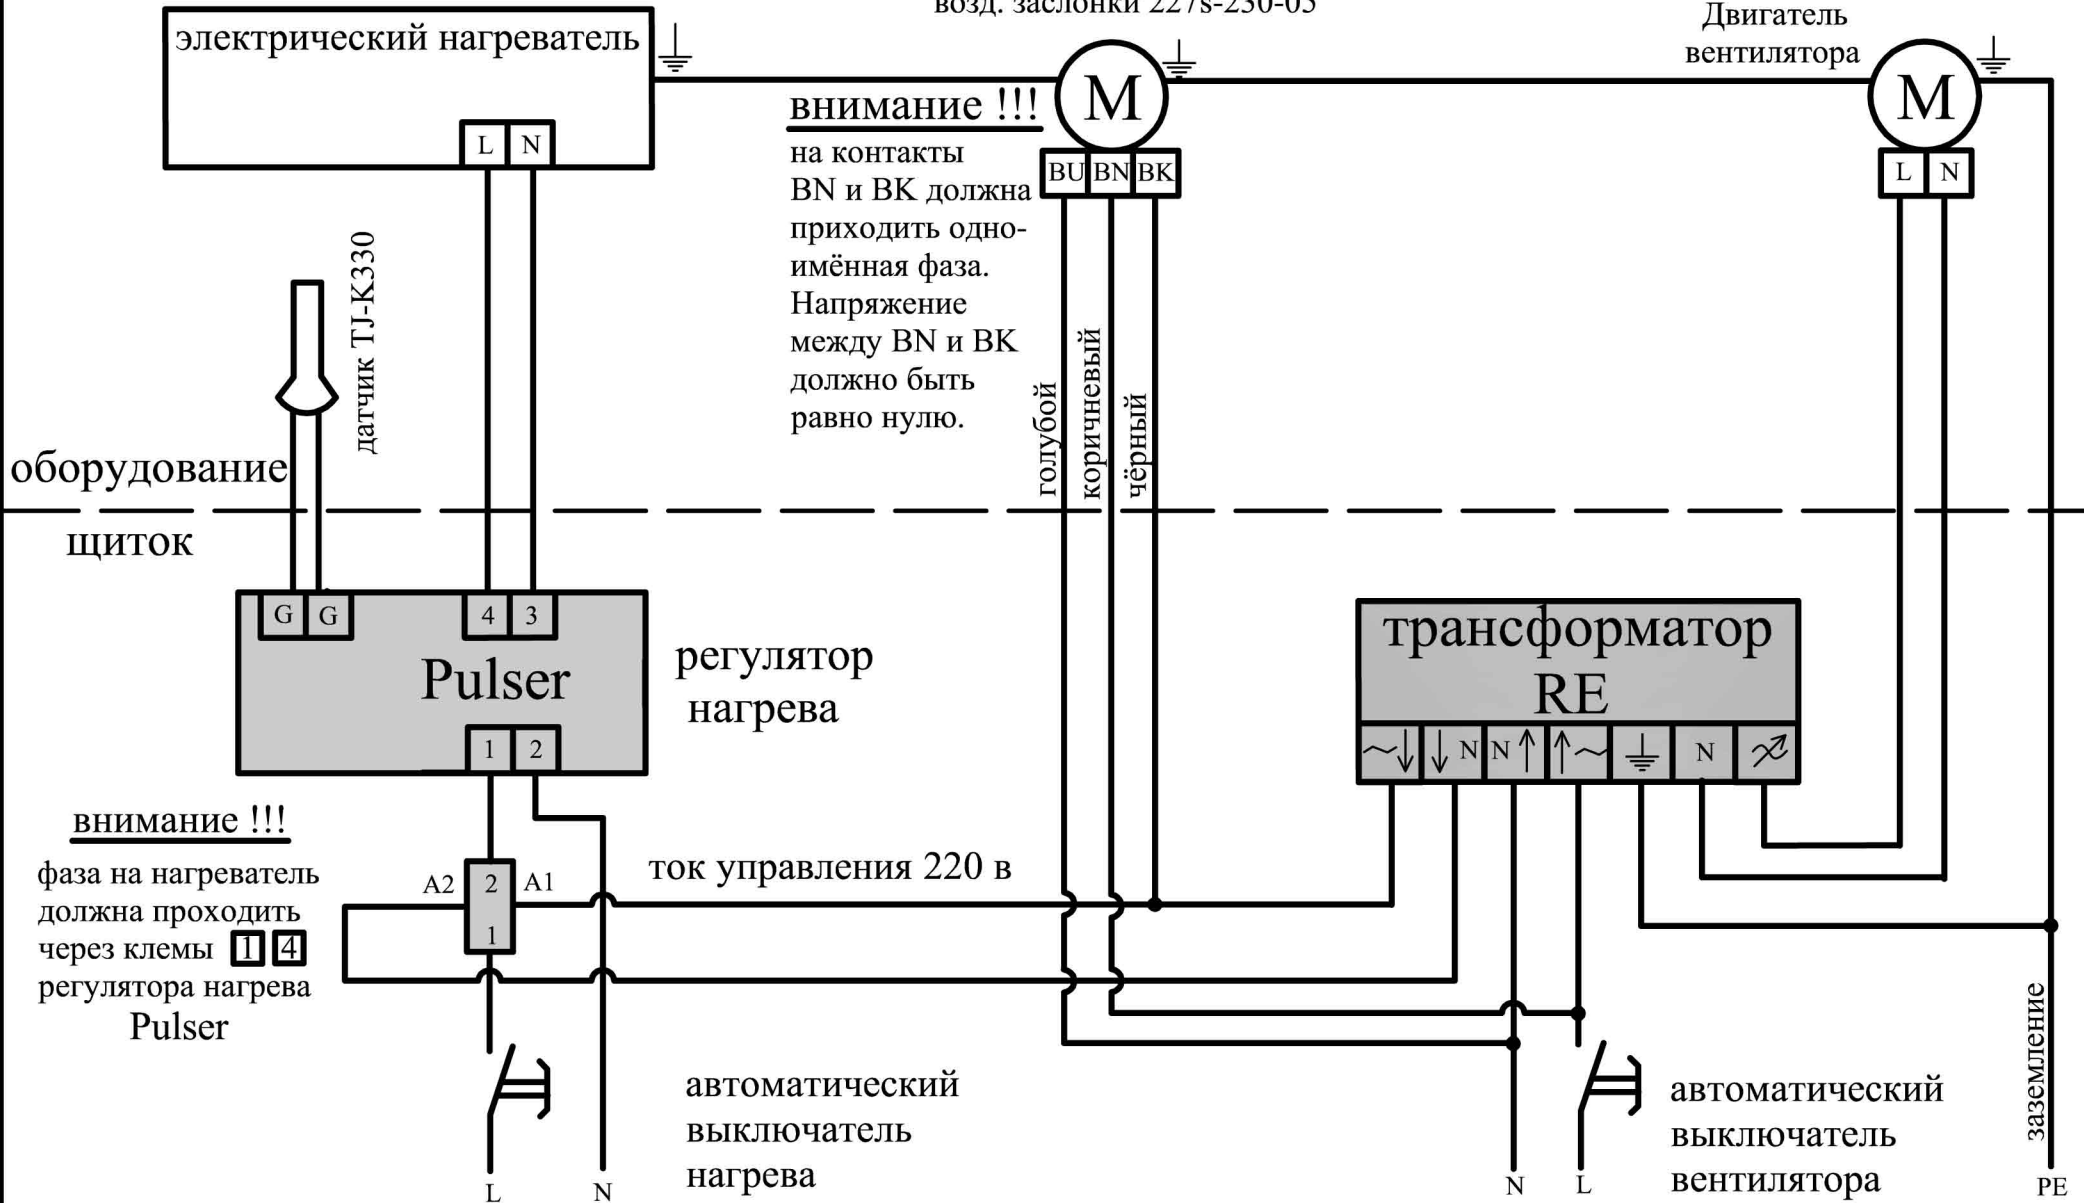 возд. заслонки 227s-230-05
электрический нагреватель
L N
внимание !!!
на контакты
BN и BK должна
приходить одно-
имённая фаза.
Напряжение
между BN и BK
должно быть
равно нулю.
M
BU BN BK
Двигатель
вентилятора
M
L N
датчик TJ-K330
голубой
коричневый
чёрный
оборудование
щиток
G G 4 3
Pulser
1 2
регулятор
нагрева
трансформатор
RE
N N N
внимание !!!
фаза на нагреватель
должна проходить
через клемы 1 4
регулятора нагрева
Pulser
A2 2 A1
1
ток управления 220 в
автоматический
выключатель
нагрева
L N
автоматический
выключатель
вентилятора
N L
заземление
PE